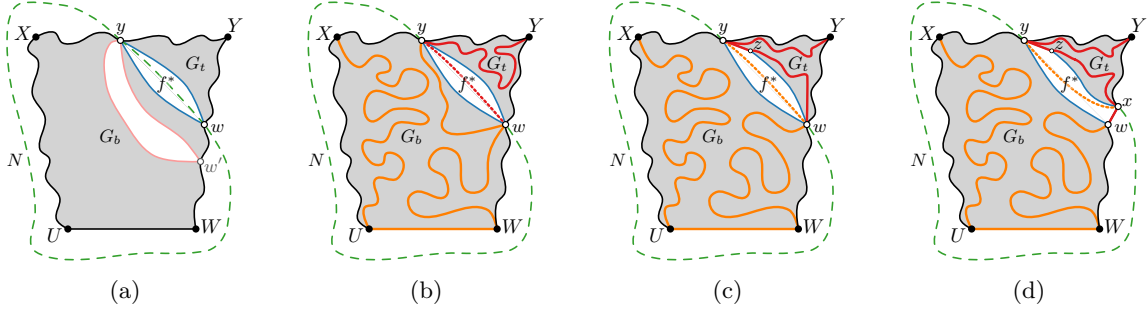 X y Y
G_t
f*
G_b w
N w'
U W
(a)
X y Y
G_t
f*
G_b w
U W
(b)
X y Y
z G_t
f*
G_b w
N
U W
(c)
X y Y
z G_t
f* x
G_b w
N
U W
(d)